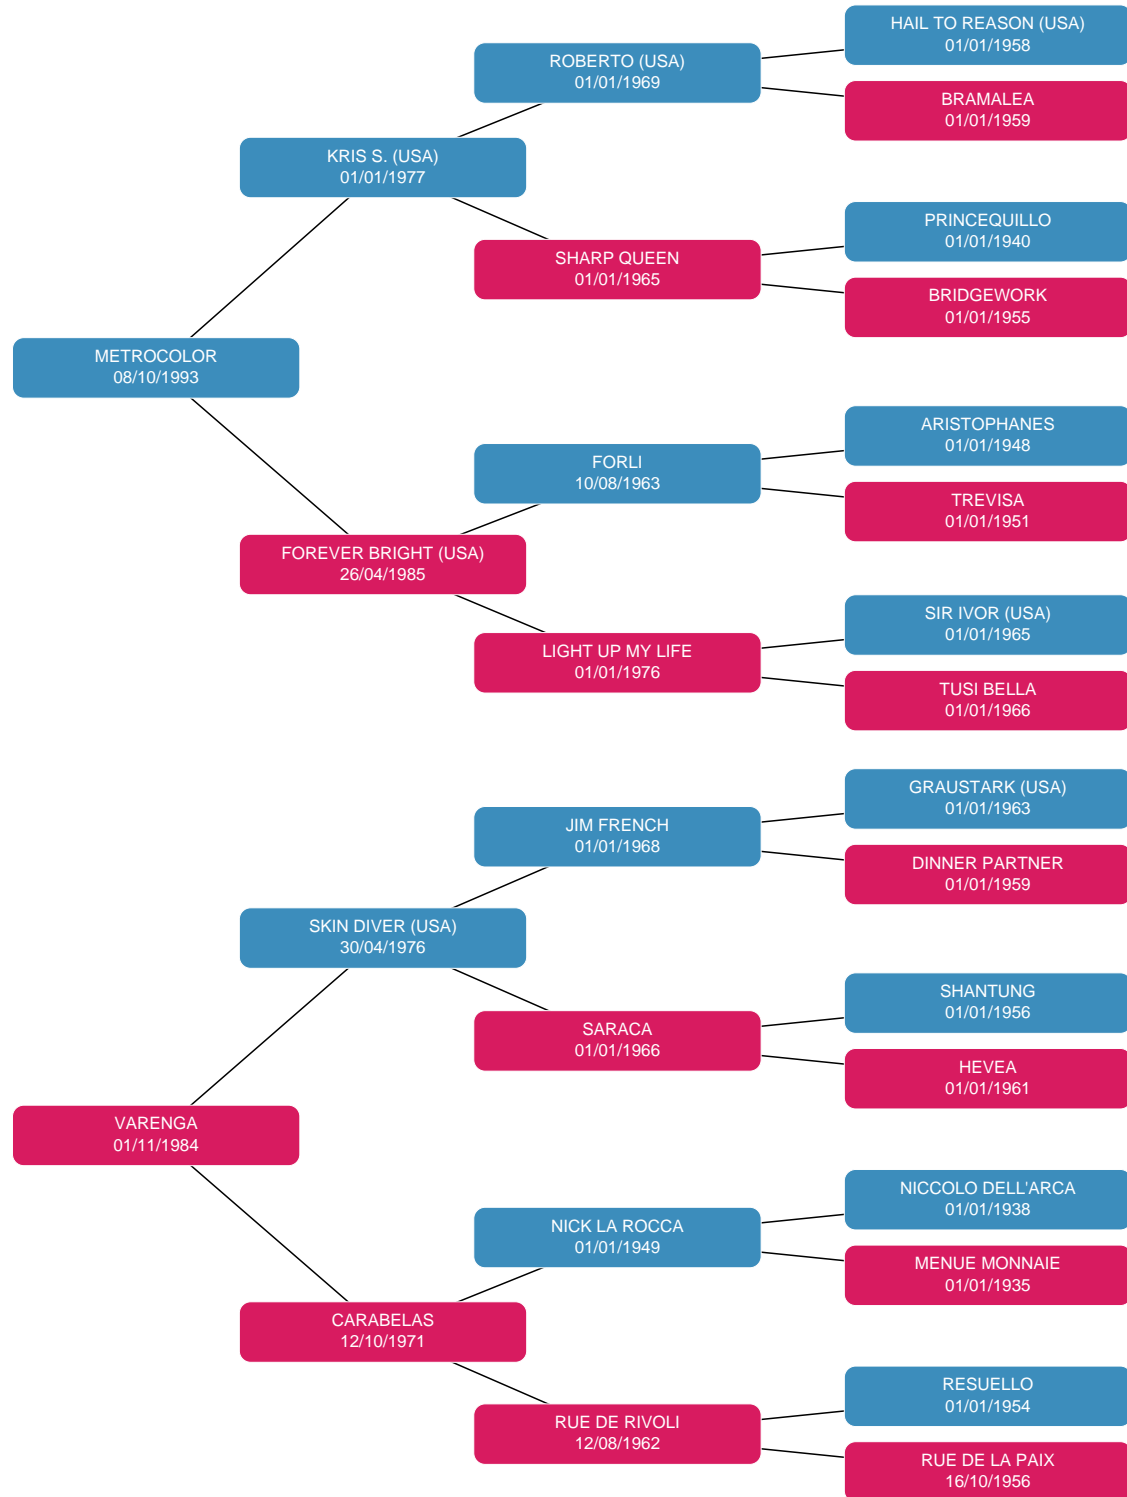 HAIL TO REASON (USA)
01/01/1958
ROBERTO (USA)
01/01/1969
BRAMALEA
01/01/1959
KRIS S. (USA)
01/01/1977
PRINCEQUILLO
01/01/1940
SHARP QUEEN
01/01/1965
BRIDGEWORK
01/01/1955
METROCOLOR
08/10/1993
ARISTOPHANES
01/01/1948
FORLI
10/08/1963
TREVISA
01/01/1951
FOREVER BRIGHT (USA)
26/04/1985
SIR IVOR (USA)
01/01/1965
LIGHT UP MY LIFE
01/01/1976
TUSI BELLA
01/01/1966
GRAUSTARK (USA)
01/01/1963
JIM FRENCH
01/01/1968
DINNER PARTNER
01/01/1959
SKIN DIVER (USA)
30/04/1976
SHANTUNG
01/01/1956
SARACA
01/01/1966
HEVEA
01/01/1961
VARENGA
01/11/1984
NICCOLO DELL'ARCA
01/01/1938
NICK LA ROCCA
01/01/1949
MENUE MONNAIE
01/01/1935
CARABELAS
12/10/1971
RESUELLO
01/01/1954
RUE DE RIVOLI
12/08/1962
RUE DE LA PAIX
16/10/1956